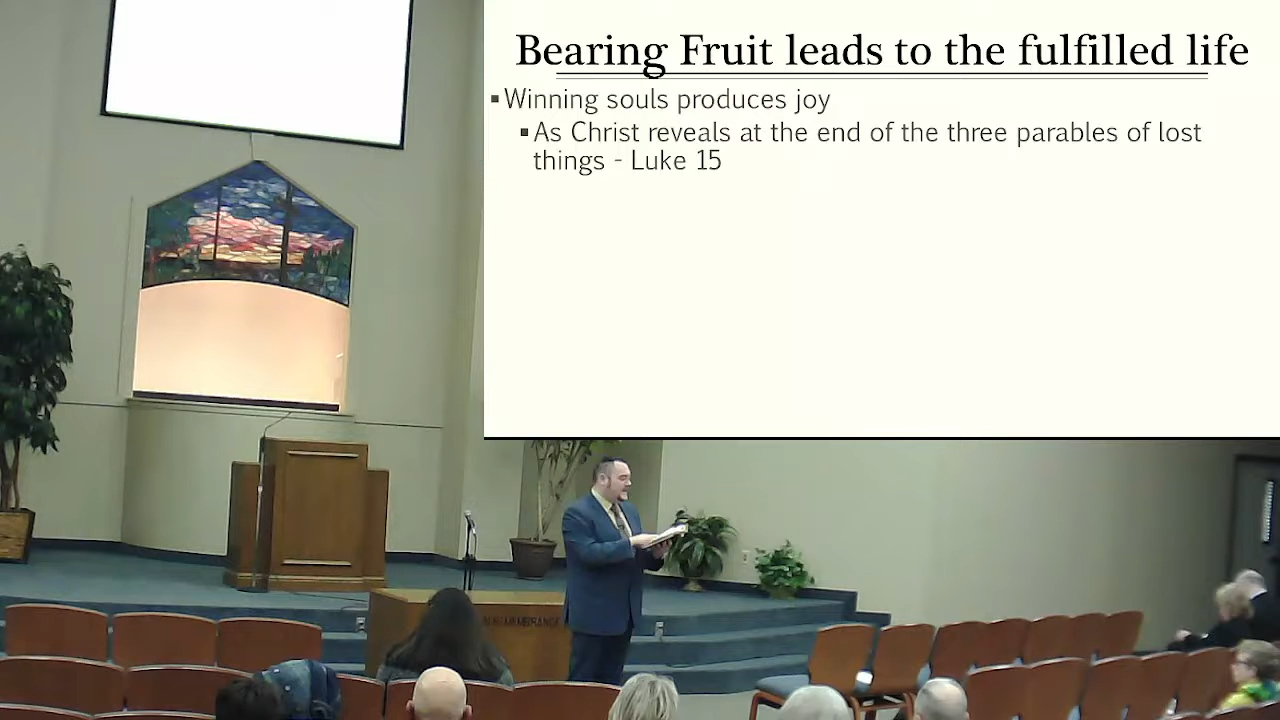 Bearing Fruit leads to the fulfilled life
▪Winning souls produces joy
▪As Christ reveals at the end of the three parables of lost
things - Luke 15